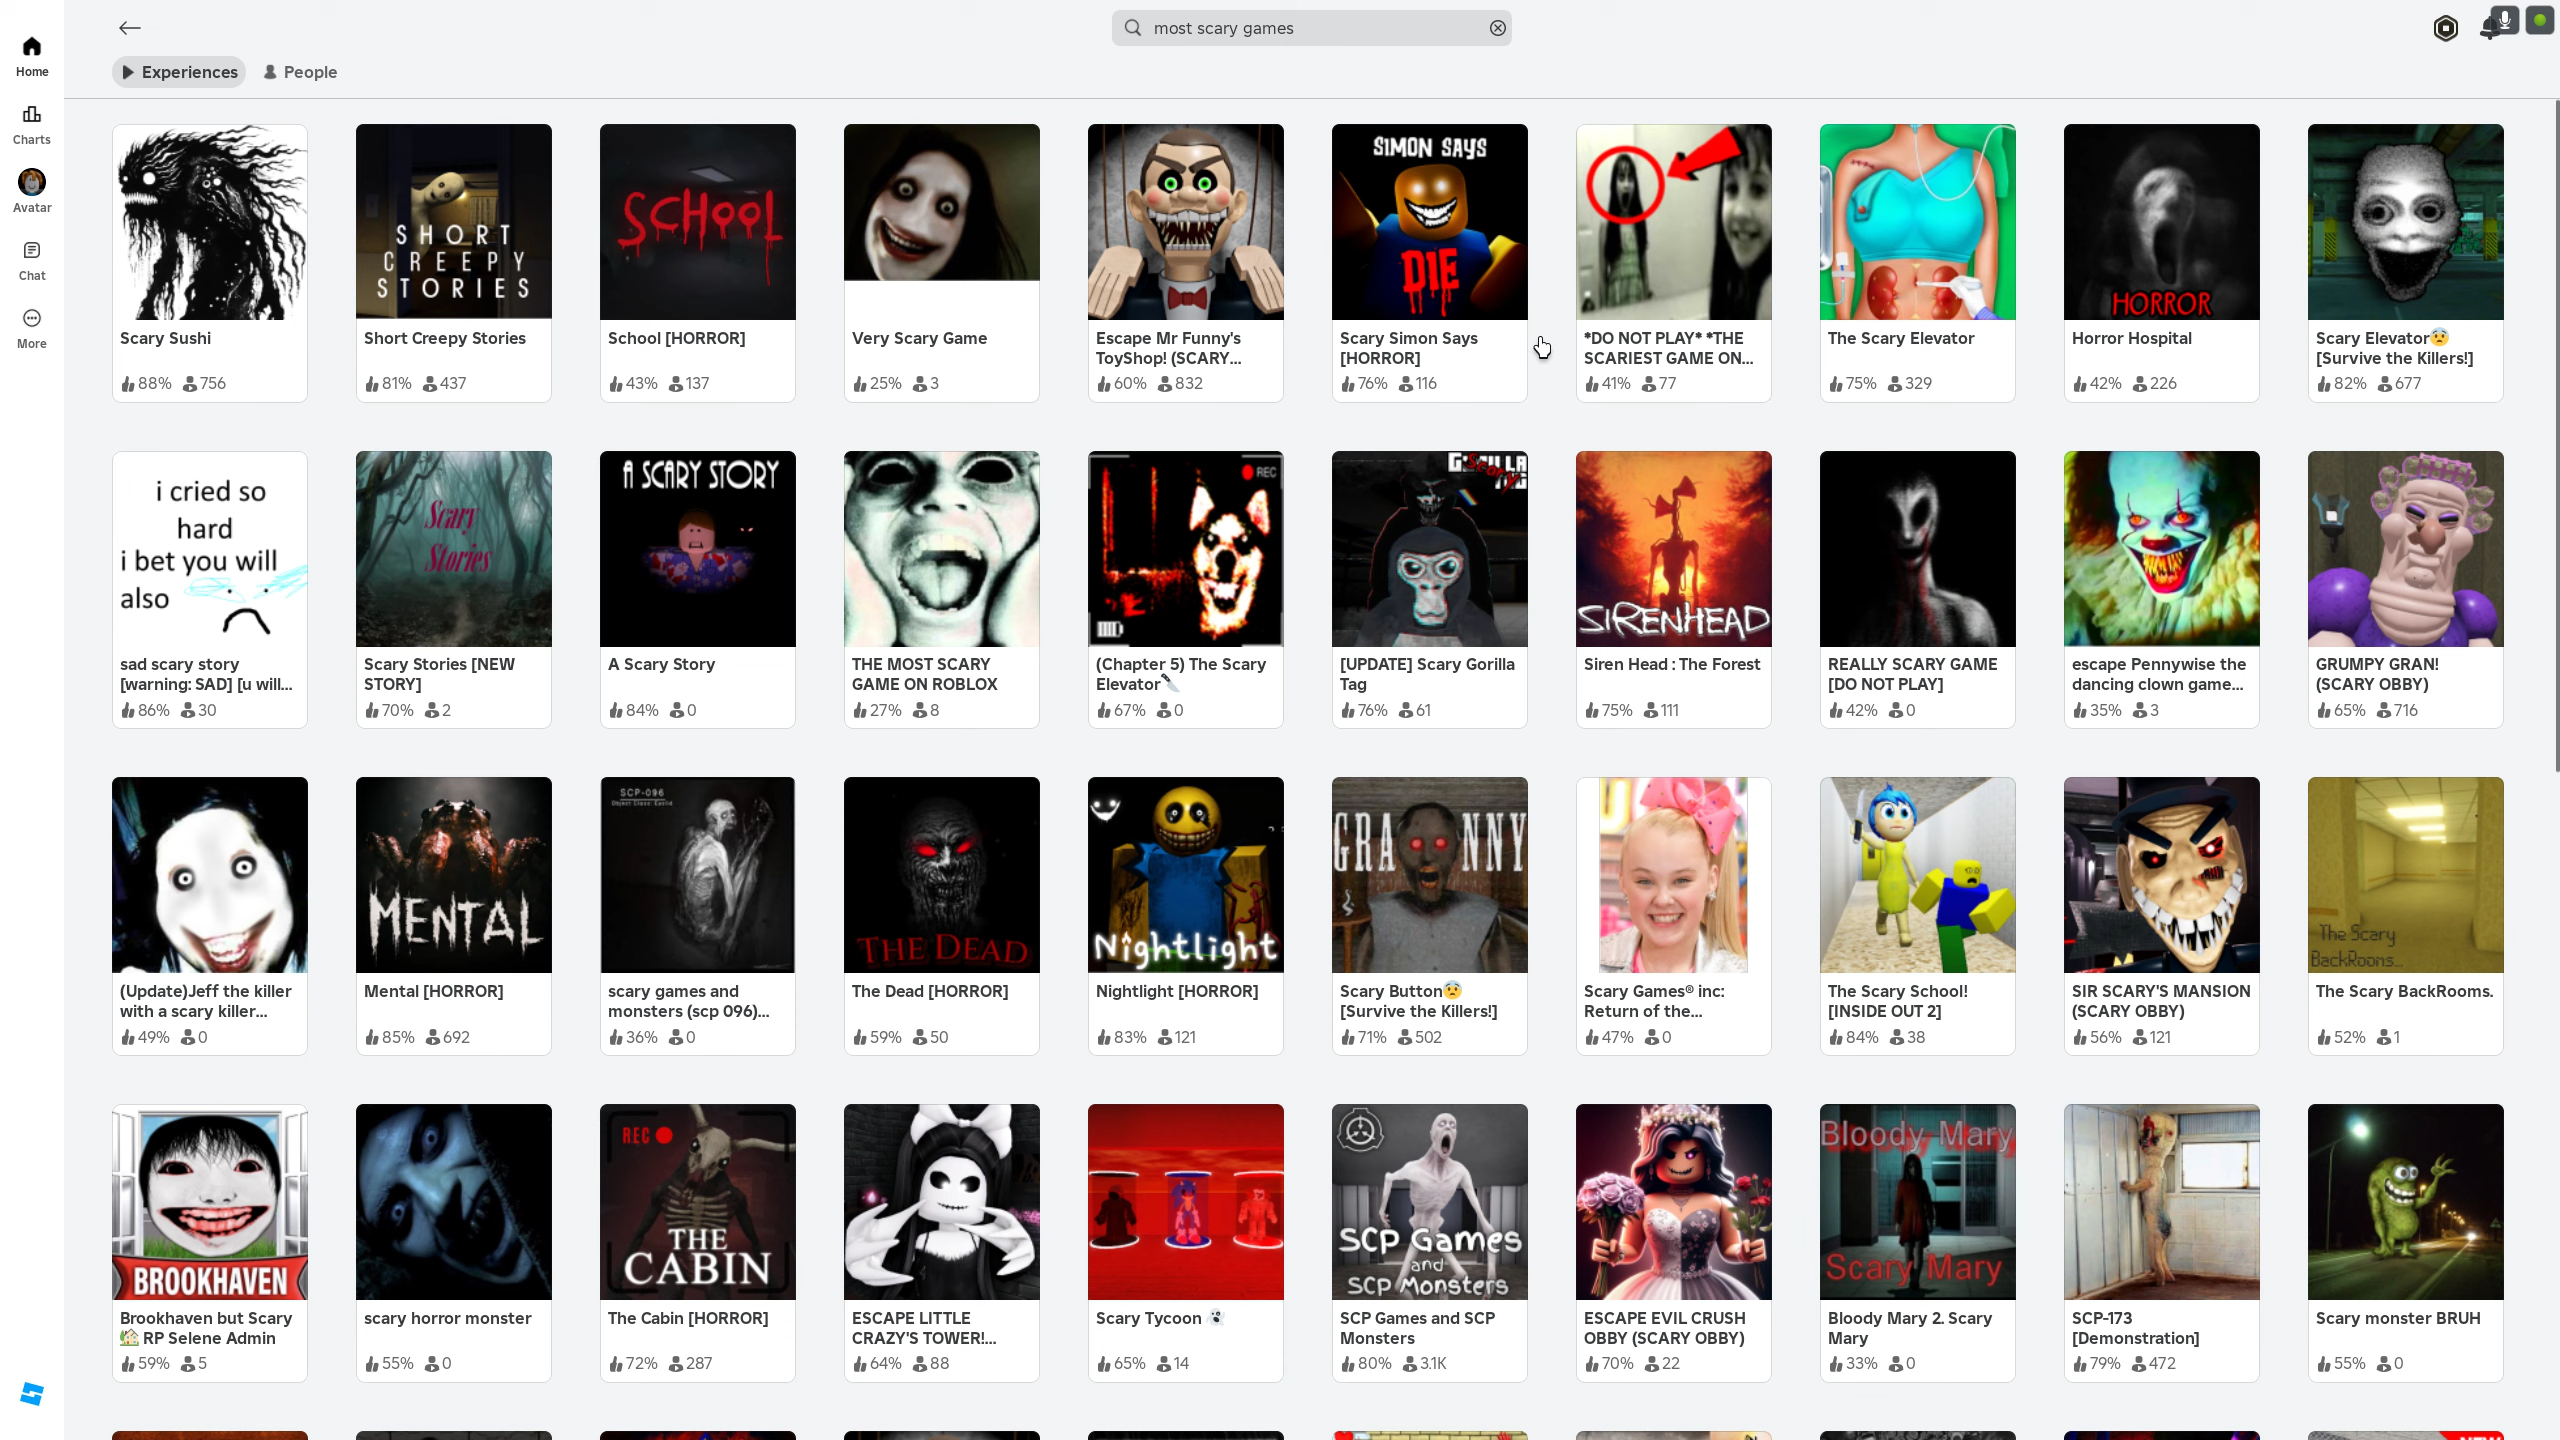 most scary games
Home
Charts
Avatar
Chat
More
Experiences
People
Scary Sushi
88% 756
SHORT
CREEPY
STORIES
Short Creepy Stories
81% 437
SCHOOL
School [HORROR]
43% 137
Very Scary Game
25% 3
Escape Mr Funny's
ToyShop! (SCARY...
60% 832
SIMON SAYS
DIE
Scary Simon Says
[HORROR]
76% 116
*DO NOT PLAY* *THE
SCARIEST GAME ON...
41% 77
The Scary Elevator
75% 329
HORROR
Horror Hospital
42% 226
Scary Elevator😨
[Survive the Killers!]
82% 677
i cried so
hard
i bet you will
also
sad scary story
[warning: SAD] [u will...
86% 30
Scary
Stories
Scary Stories [NEW
STORY]
70% 2
A SCARY STORY
A Scary Story
84% 0
THE MOST SCARY
GAME ON ROBLOX
27% 8
REC
(Chapter 5) The Scary
Elevator🔪
67% 0
Scary
[UPDATE] Scary Gorilla
Tag
76% 61
SIRENHEAD
Siren Head : The Forest
75% 111
REALLY SCARY GAME
[DO NOT PLAY]
42% 0
escape Pennywise the
dancing clown game...
35% 3
GRUMPY GRAN!
(SCARY OBBY)
65% 716
(Update)Jeff the killer
with a scary killer...
49% 0
MENTAL
Mental [HORROR]
85% 692
SCP-096
Object Class: Euclid
scary games and
monsters (scp 096)...
36% 0
THE DEAD
The Dead [HORROR]
59% 50
Nightlight
Nightlight [HORROR]
83% 121
GRANNY
Scary Button😨
[Survive the Killers!]
71% 502
Scary Games® inc:
Return of the...
47% 0
The Scary School!
[INSIDE OUT 2]
84% 38
SIR SCARY'S MANSION
(SCARY OBBY)
56% 121
The Scary
BackRooms...
The Scary BackRooms.
52% 1
BROOKHAVEN
Brookhaven but Scary
🏡 RP Selene Admin
59% 5
scary horror monster
55% 0
REC
THE
CABIN
The Cabin [HORROR]
72% 287
ESCAPE LITTLE
CRAZY'S TOWER!...
64% 88
Scary Tycoon 👻
65% 14
SCP Games
and
SCP Monsters
SCP Games and SCP
Monsters
80% 3.1K
ESCAPE EVIL CRUSH
OBBY (SCARY OBBY)
70% 22
Bloody Mary
Scary Mary
Bloody Mary 2. Scary
Mary
33% 0
SCP-173
[Demonstration]
79% 472
Scary monster BRUH
55% 0